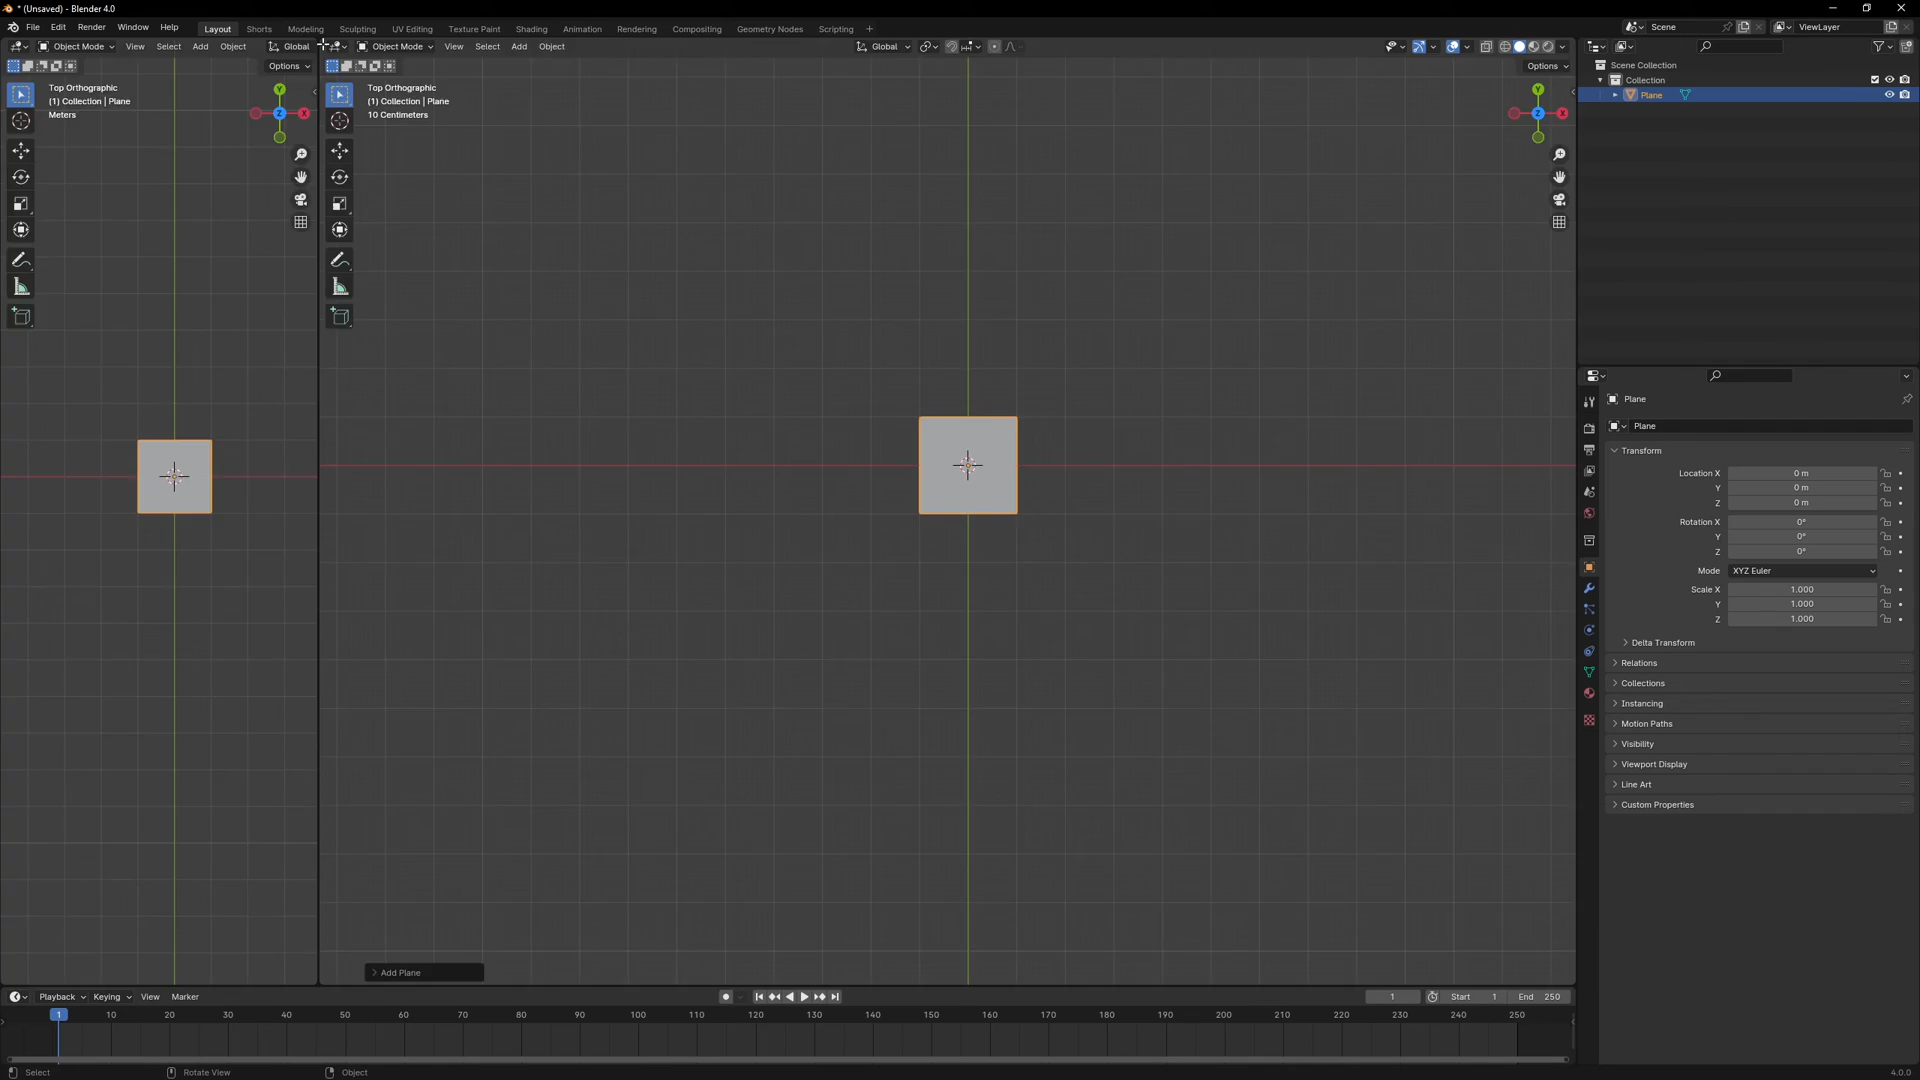 * (Unsaved) - Blender 4.0
File Edit Render Window Help
Layout Shorts Modeling Sculpting UV Editing Texture Paint Shading Animation Rendering Compositing Geometry Nodes Scripting +
Scene
ViewLayer
Object Mode View Select Add Object Global
Object Mode View Select Add Object Global
Options
Options
Top Orthographic
(1) Collection | Plane
Meters
Top Orthographic
(1) Collection | Plane
10 Centimeters
Y
Z
X
Y
Z
X
Scene Collection
Collection
Plane
Plane
Plane
Transform
Location X 0 m
Y 0 m
Z 0 m
Rotation X 0°
Y 0°
Z 0°
Mode XYZ Euler
Scale X 1.000
Y 1.000
Z 1.000
Delta Transform
Relations
Collections
Instancing
Motion Paths
Visibility
Viewport Display
Line Art
Custom Properties
Add Plane
Playback Keying View Marker
1 Start 1 End 250
1 10 20 30 40 50 60 70 80 90 100 110 120 130 140 150 160 170 180 190 200 210 220 230 240 250
Select Rotate View Object
4.0.0